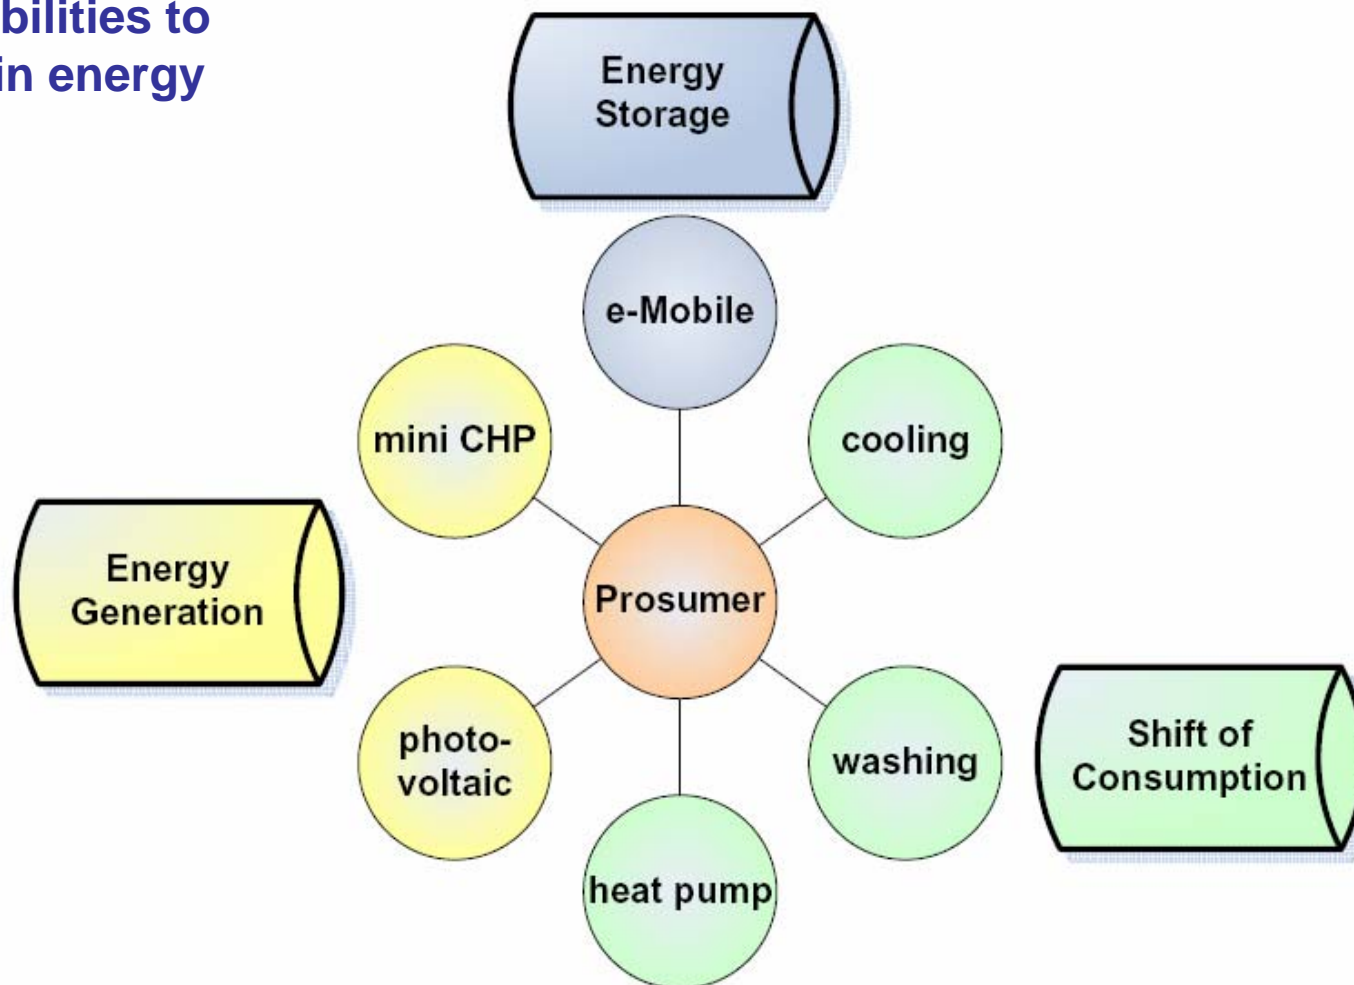 bilities to
in energy
Energy
Storage
e-Mobile
mini CHP
cooling
Energy
Generation
Prosumer
photo-
voltaic
washing
Shift of
Consumption
heat pump